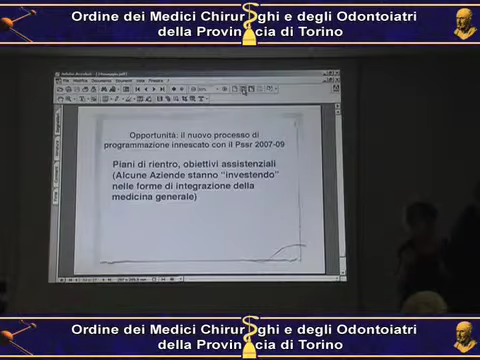 Ordine dei Medici Chirurghi e degli Odontoiatri
della Provincia di Torino
Opportunità: il nuovo processo di
programmazione innescato con il Pssr 2007-09
Piani di rientro, obiettivi assistenziali
(Alcune Aziende stanno “investendo”
nelle forme di integrazione della
medicina generale)
Ordine dei Medici Chirurghi e degli Odontoiatri
della Provincia di Torino